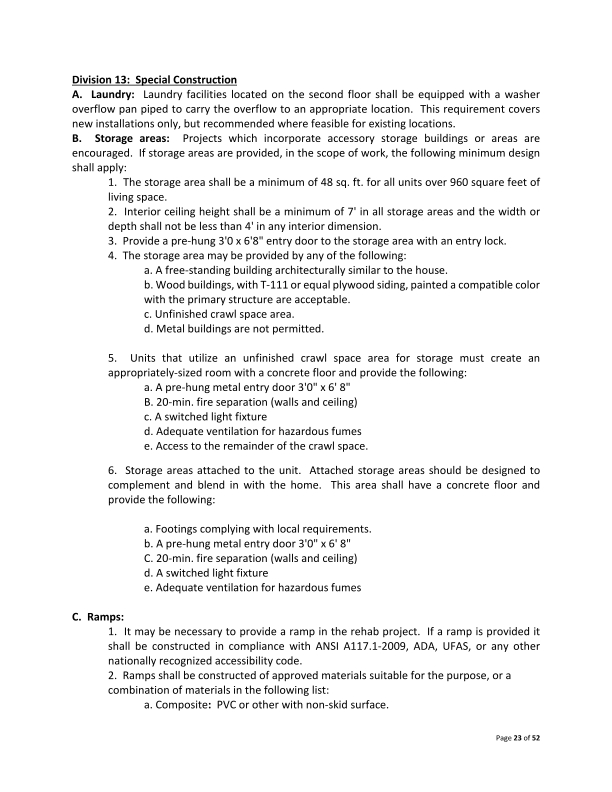 Division 13:  Special Construction
A.  Laundry:  Laundry facilities located on the second floor shall be equipped with a washer
overflow pan piped to carry the overflow to an appropriate location.  This requirement covers
new installations only, but recommended where feasible for existing locations.
B.  Storage areas:  Projects which incorporate accessory storage buildings or areas are
encouraged.  If storage areas are provided, in the scope of work, the following minimum design
shall apply:
1.  The storage area shall be a minimum of 48 sq. ft. for all units over 960 square feet of
living space.
2.  Interior ceiling height shall be a minimum of 7' in all storage areas and the width or
depth shall not be less than 4' in any interior dimension.
3.  Provide a pre-hung 3'0 x 6'8" entry door to the storage area with an entry lock.
4.  The storage area may be provided by any of the following:
a. A free-standing building architecturally similar to the house.
b. Wood buildings, with T-111 or equal plywood siding, painted a compatible color
with the primary structure are acceptable.
c. Unfinished crawl space area.
d. Metal buildings are not permitted.
5.  Units that utilize an unfinished crawl space area for storage must create an
appropriately-sized room with a concrete floor and provide the following:
a. A pre-hung metal entry door 3'0" x 6' 8"
B. 20-min. fire separation (walls and ceiling)
c. A switched light fixture
d. Adequate ventilation for hazardous fumes
e. Access to the remainder of the crawl space.
6.  Storage areas attached to the unit.  Attached storage areas should be designed to
complement and blend in with the home.  This area shall have a concrete floor and
provide the following:
a. Footings complying with local requirements.
b. A pre-hung metal entry door 3'0" x 6' 8"
C. 20-min. fire separation (walls and ceiling)
d. A switched light fixture
e. Adequate ventilation for hazardous fumes
C.  Ramps:
1.  It may be necessary to provide a ramp in the rehab project.  If a ramp is provided it
shall be constructed in compliance with ANSI A117.1-2009, ADA, UFAS, or any other
nationally recognized accessibility code.
2.  Ramps shall be constructed of approved materials suitable for the purpose, or a
combination of materials in the following list:
a. Composite:  PVC or other with non-skid surface.
Page 23 of 52